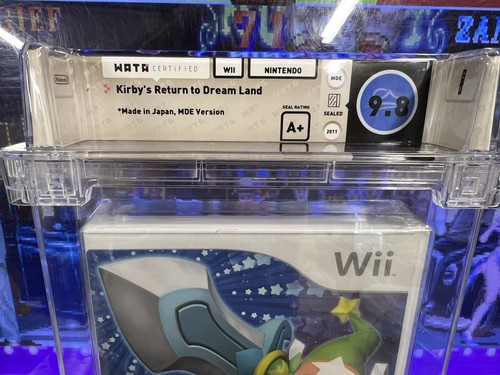 WATA CERTIFIED
WII
NINTENDO
Kirby's Return to Dream Land
*Made in Japan, MDE Version
SEAL RATING
A+
MDE
SEALED
2011
9.8
Wii